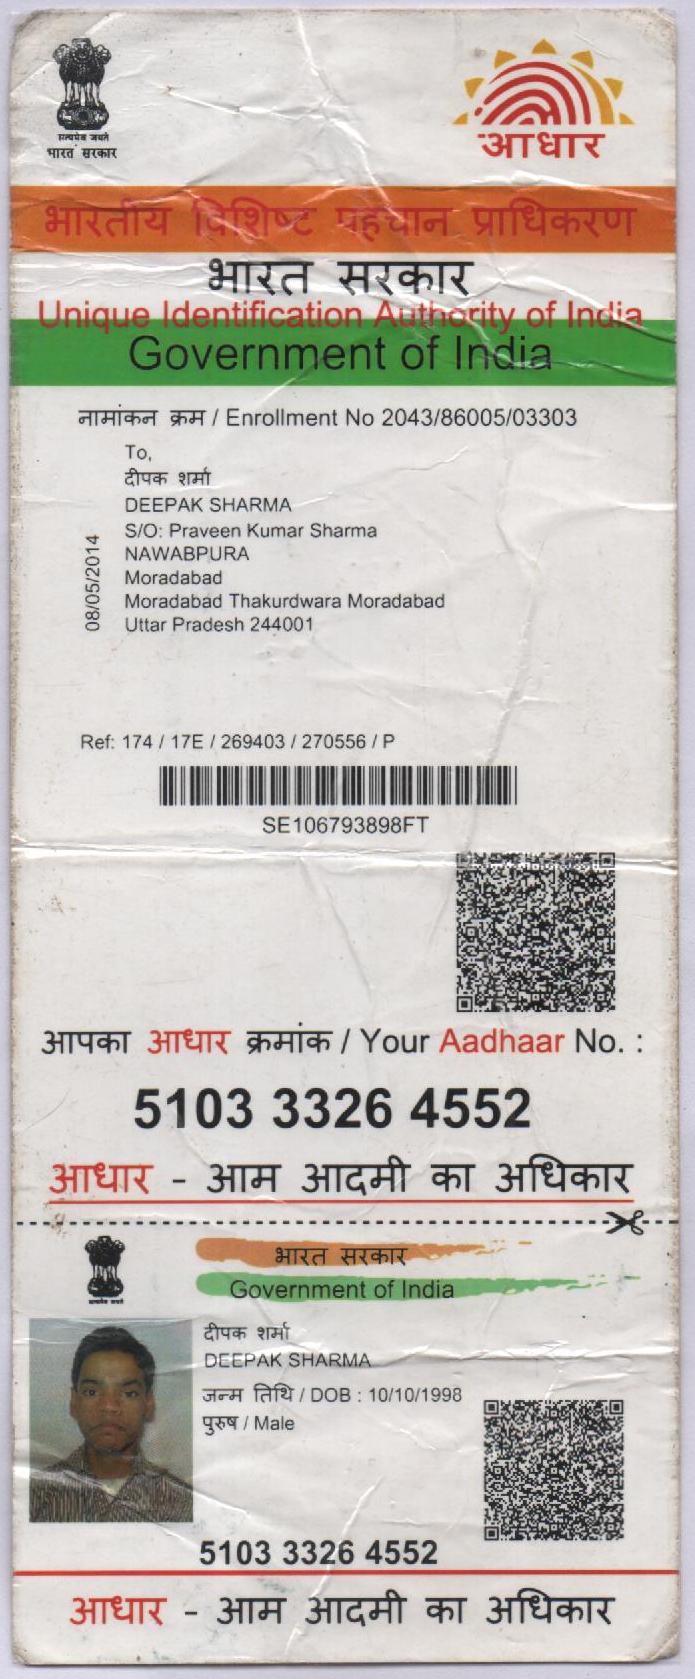 सत्यमेव जयते
भारत सरकार
आधार
भारतीय विशिष्ट पहचान प्राधिकरण
भारत सरकार
Unique Identification Authority of India
Government of India
नामांकन क्रम / Enrollment No 2043/86005/03303
To,
दीपक शर्मा
DEEPAK SHARMA
S/O: Praveen Kumar Sharma
NAWABPURA
Moradabad
Moradabad Thakurdwara Moradabad
Uttar Pradesh 244001
08/05/2014
Ref: 174 / 17E / 269403 / 270556 / P
SE106793898FT
आपका आधार क्रमांक / Your Aadhaar No. :
5103 3326 4552
आधार - आम आदमी का अधिकार
भारत सरकार
Government of India
दीपक शर्मा
DEEPAK SHARMA
जन्म तिथि / DOB : 10/10/1998
पुरुष / Male
5103 3326 4552
आधार - आम आदमी का अधिकार